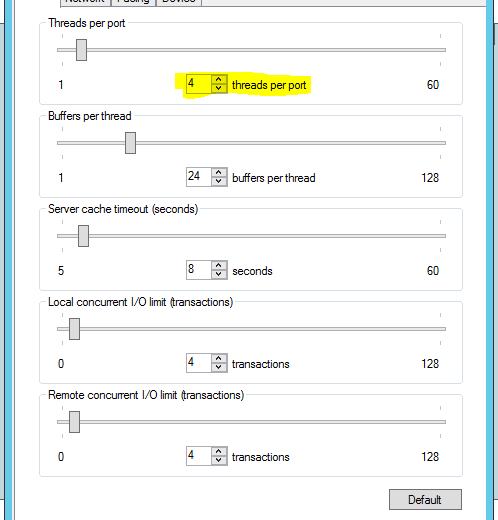 Network Pacing Device
Threads per port
1 4 threads per port 60
Buffers per thread
1 24 buffers per thread 128
Server cache timeout (seconds)
5 8 seconds 60
Local concurrent I/O limit (transactions)
0 4 transactions 128
Remote concurrent I/O limit (transactions)
0 4 transactions 128
Default